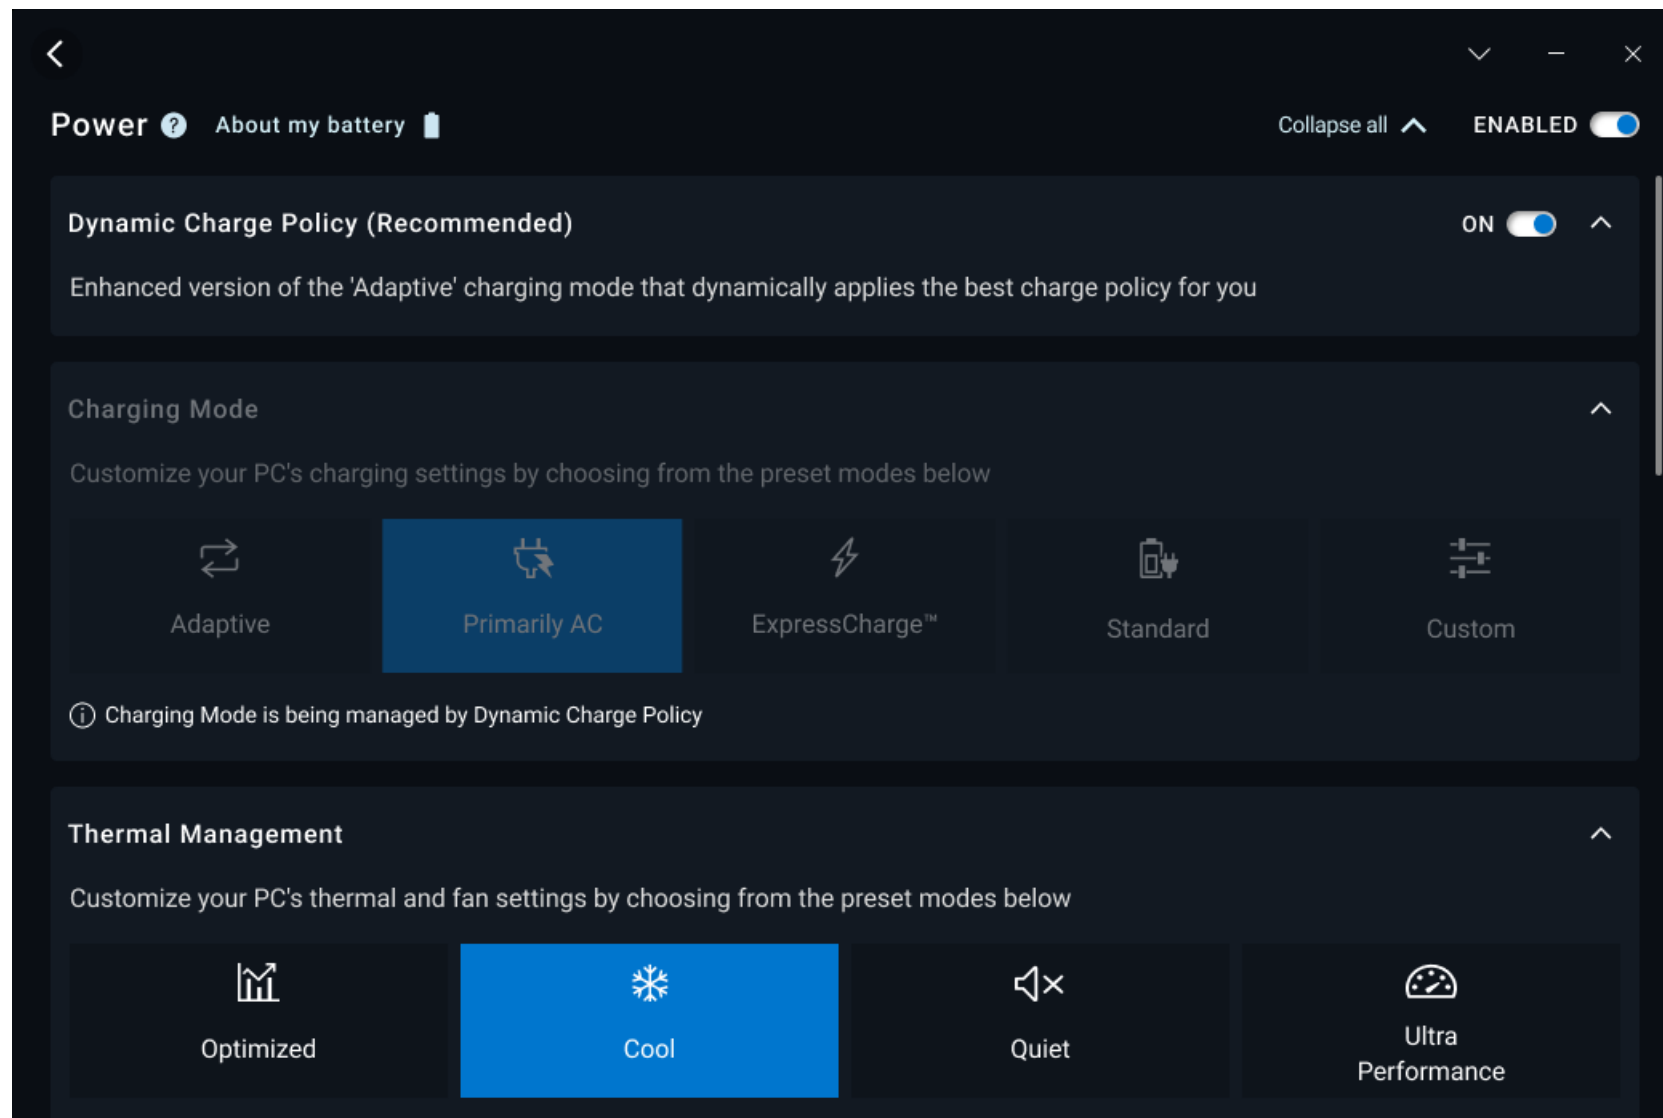 Power ? About my battery
Collapse all ENABLED
Dynamic Charge Policy (Recommended)
ON
Enhanced version of the 'Adaptive' charging mode that dynamically applies the best charge policy for you
Charging Mode
Customize your PC's charging settings by choosing from the preset modes below
Adaptive
Primarily AC
ExpressCharge™
Standard
Custom
Charging Mode is being managed by Dynamic Charge Policy
Thermal Management
Customize your PC's thermal and fan settings by choosing from the preset modes below
Optimized
Cool
Quiet
Ultra
Performance